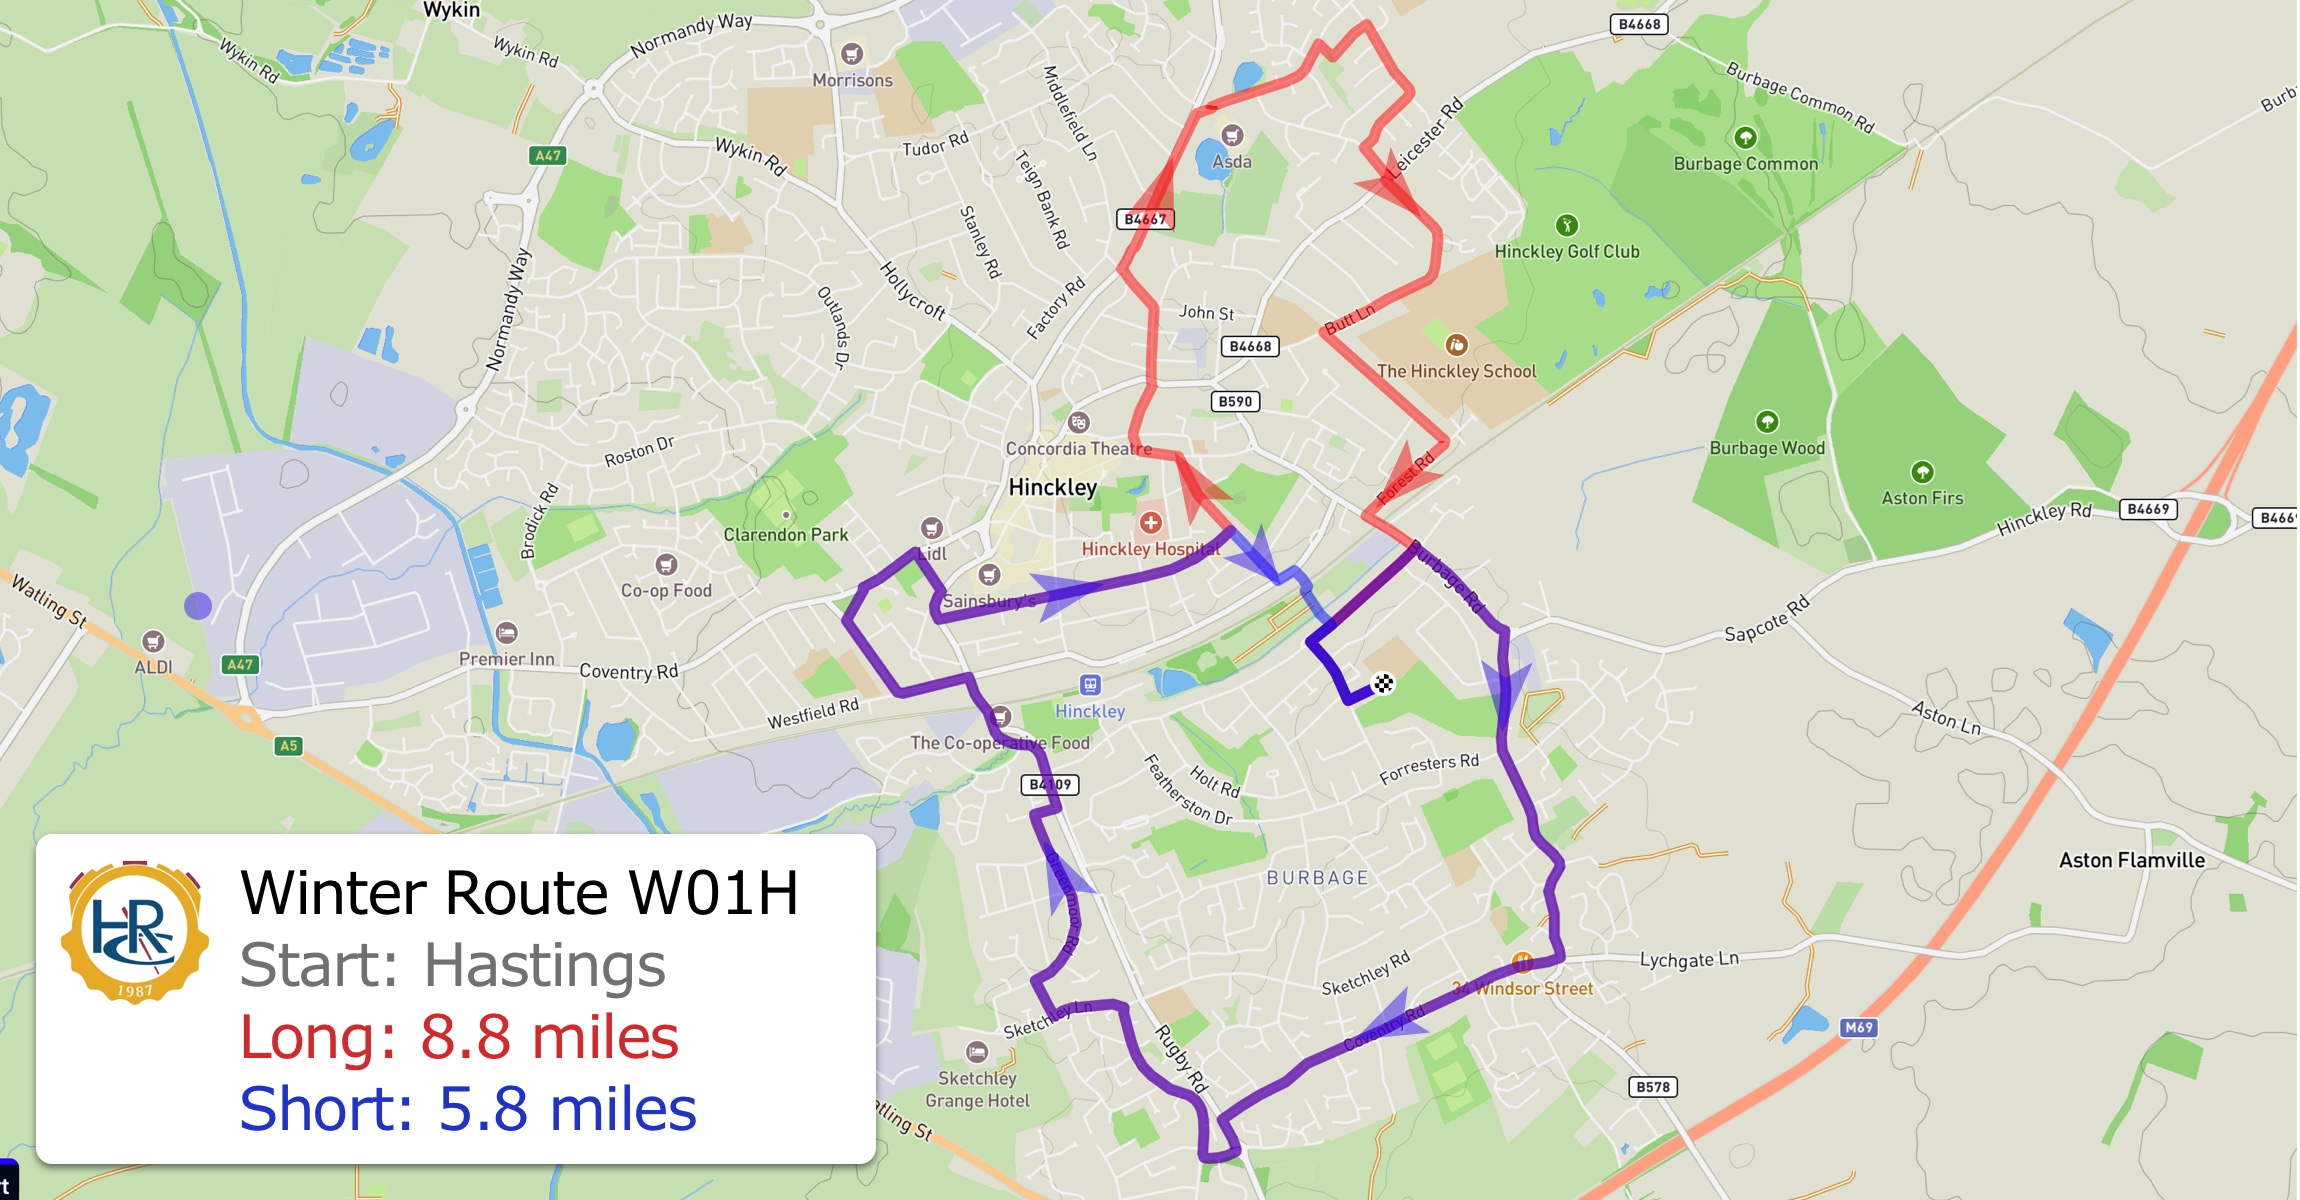 Wykin
Normandy Way
B4668
Wykin Rd
Wykin Rd
Morrisons
Middlefield Ln
Burbage Common Rd
Leicester Rd
A47
Wykin Rd
Tudor Rd
Teign Bank Rd
Asda
Burbage Common
Stanley Rd
B4667
Hinckley Golf Club
Normandy Way
Hollycroft
Outlands Dr
Factory Rd
John St
Butt Ln
B4668
The Hinckley School
B590
Concordia Theatre
Roston Dr
Burbage Wood
Hinckley
Forest Rd
Aston Firs
Hinckley Rd
B4669
B4669
Brodick Rd
Clarendon Park
Lidl
Hinckley Hospital
Burbage Rd
Watling St
Co-op Food
Sainsbury's
Sapcote Rd
ALDI
A47
Premier Inn
Coventry Rd
Westfield Rd
Hinckley
Aston Ln
A5
The Co-operative Food
Holt Rd
Featherston Dr
Forresters Rd
B4109
Greenmoor Rd
BURBAGE
Aston Flamville
Sketchley Rd
34 Windsor Street
Lychgate Ln
Sketchley Ln
Coventry Rd
Rugby Rd
M69
Sketchley
Grange Hotel
B578
HRC
1987
Winter Route W01H
Start: Hastings
Long: 8.8 miles
Short: 5.8 miles